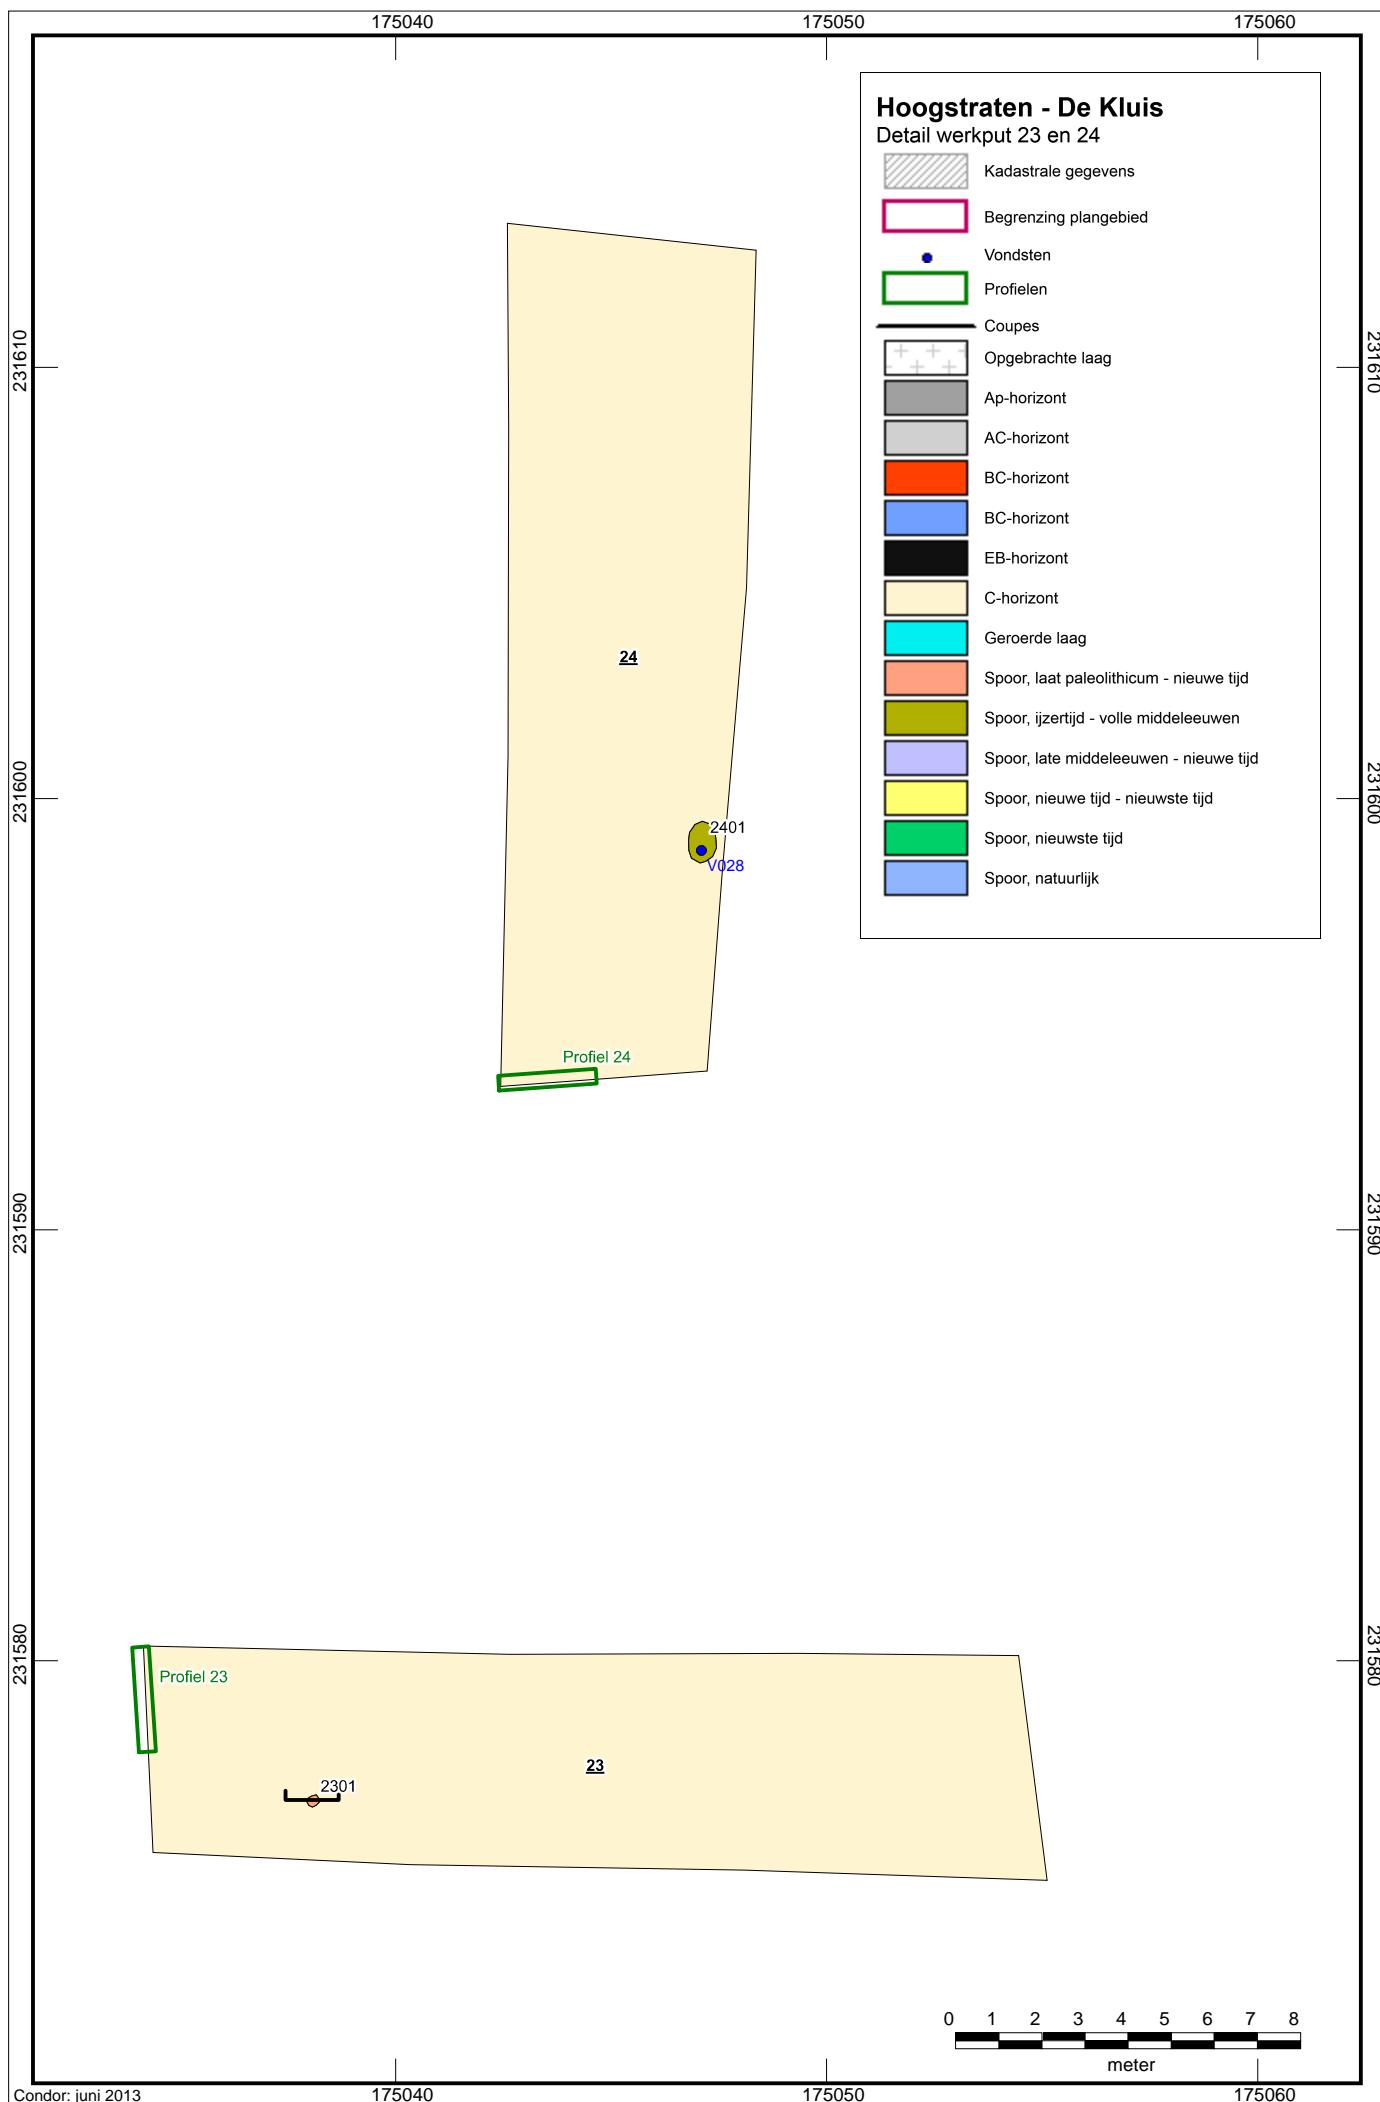 175040
175050
175060
Hoogstraten - De Kluis
Detail werkput 23 en 24
Kadastrale gegevens
Begrenzing plangebied
Vondsten
Profielen
Coupes
Opgebrachte laag
Ap-horizont
AC-horizont
BC-horizont
BC-horizont
EB-horizont
C-horizont
Geroerde laag
Spoor, laat paleolithicum - nieuwe tijd
Spoor, ijzertijd - volle middeleeuwen
Spoor, late middeleeuwen - nieuwe tijd
Spoor, nieuwe tijd - nieuwste tijd
Spoor, nieuwste tijd
Spoor, natuurlijk
231610
231610
24
231600
231600
2401
V028
Profiel 24
231590
231590
231580
231580
Profiel 23
23
2301
0 1 2 3 4 5 6 7 8
meter
Condor: juni 2013
175040
175050
175060